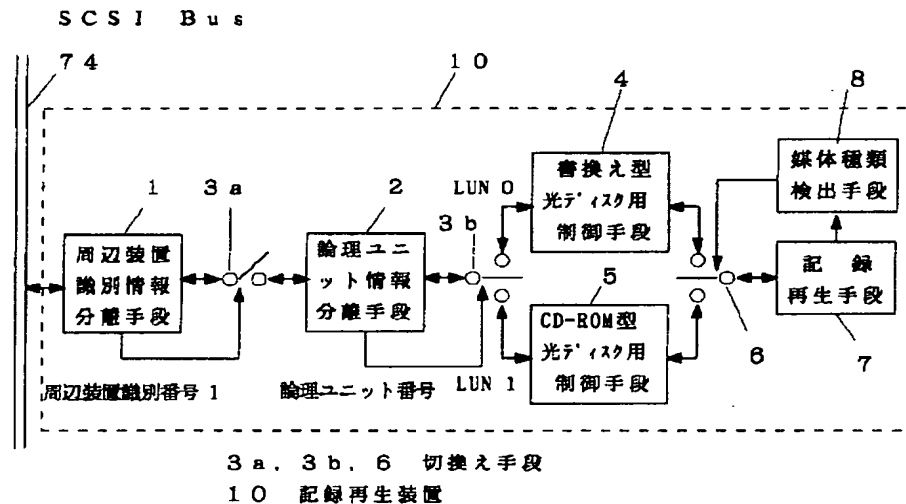 SCSI Bus
74
10
4
8
1
3a
2
LUN 0
3b
書換え型
光ディスク用
制御手段
媒体種類
検出手段
周辺装置
識別情報
分離手段
論理ユニ
ット情報
分離手段
5
CD-ROM型
光ディスク用
制御手段
6
記録
再生手段
7
周辺装置識別番号1
論理ユニット番号
LUN 1
3a, 3b, 6 切換え手段
10 記録再生装置